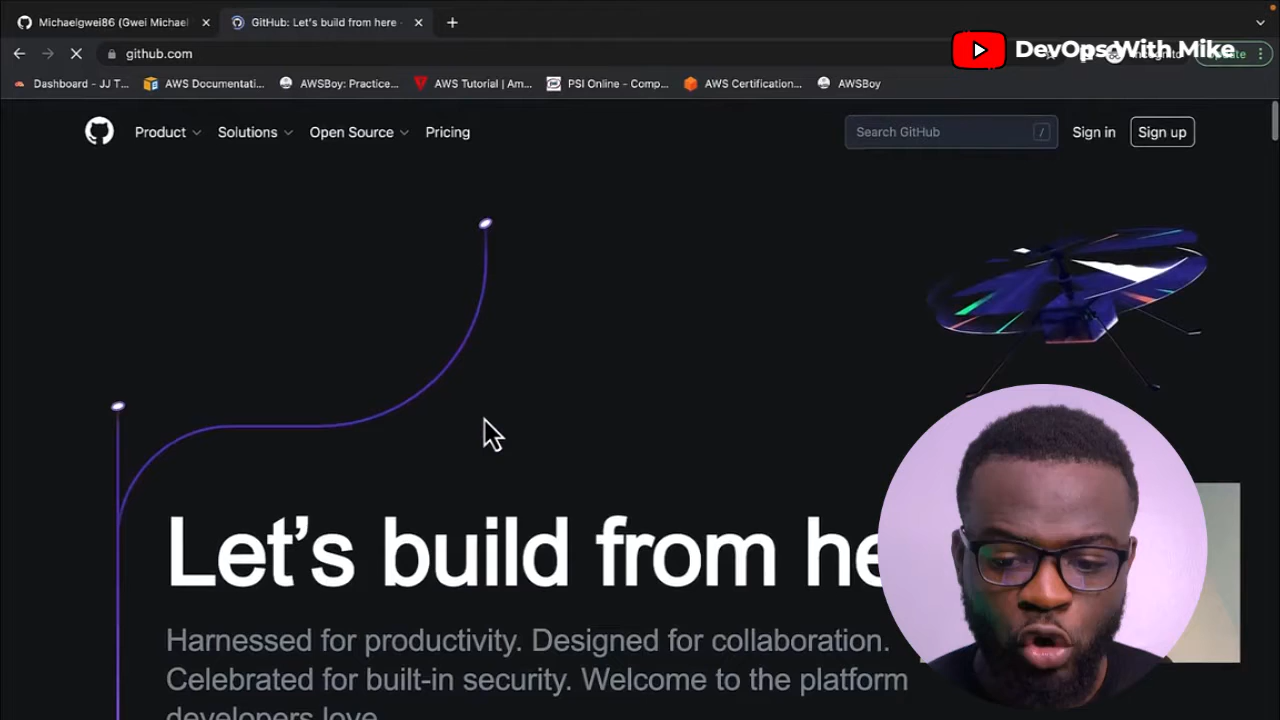 Michaelgwei86 (Gwei Michael
GitHub: Let's build from here -
github.com
DevOps With Mike
Dashboard - JJ T...
AWS Documentati...
AWSBoy: Practice...
AWS Tutorial | Am...
PSI Online - Comp...
AWS Certification...
AWSBoy
Product
Solutions
Open Source
Pricing
Search GitHub
/
Sign in
Sign up
Let's build from he
Harnessed for productivity. Designed for collaboration.
Celebrated for built-in security. Welcome to the platform
developers love.